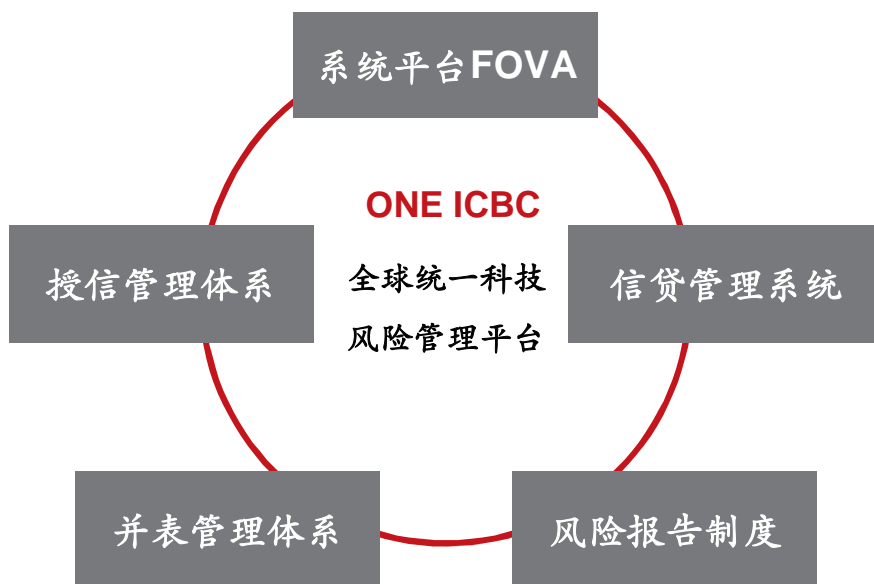 系统平台FOVA
ONE ICBC
全球统一科技
风险管理平台
授信管理体系
信贷管理系统
并表管理体系
风险报告制度